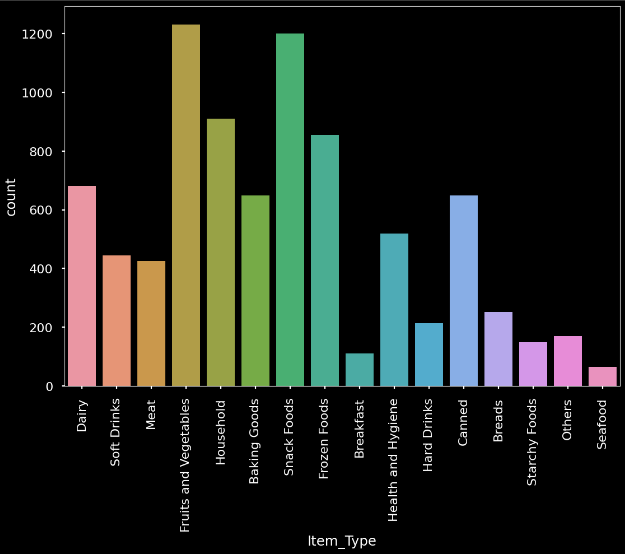 1200
1000
800
600
400
200
0
count
Dairy
Soft Drinks
Meat
Fruits and Vegetables
Household
Baking Goods
Snack Foods
Frozen Foods
Breakfast
Health and Hygiene
Hard Drinks
Canned
Breads
Starchy Foods
Others
Seafood
Item_Type